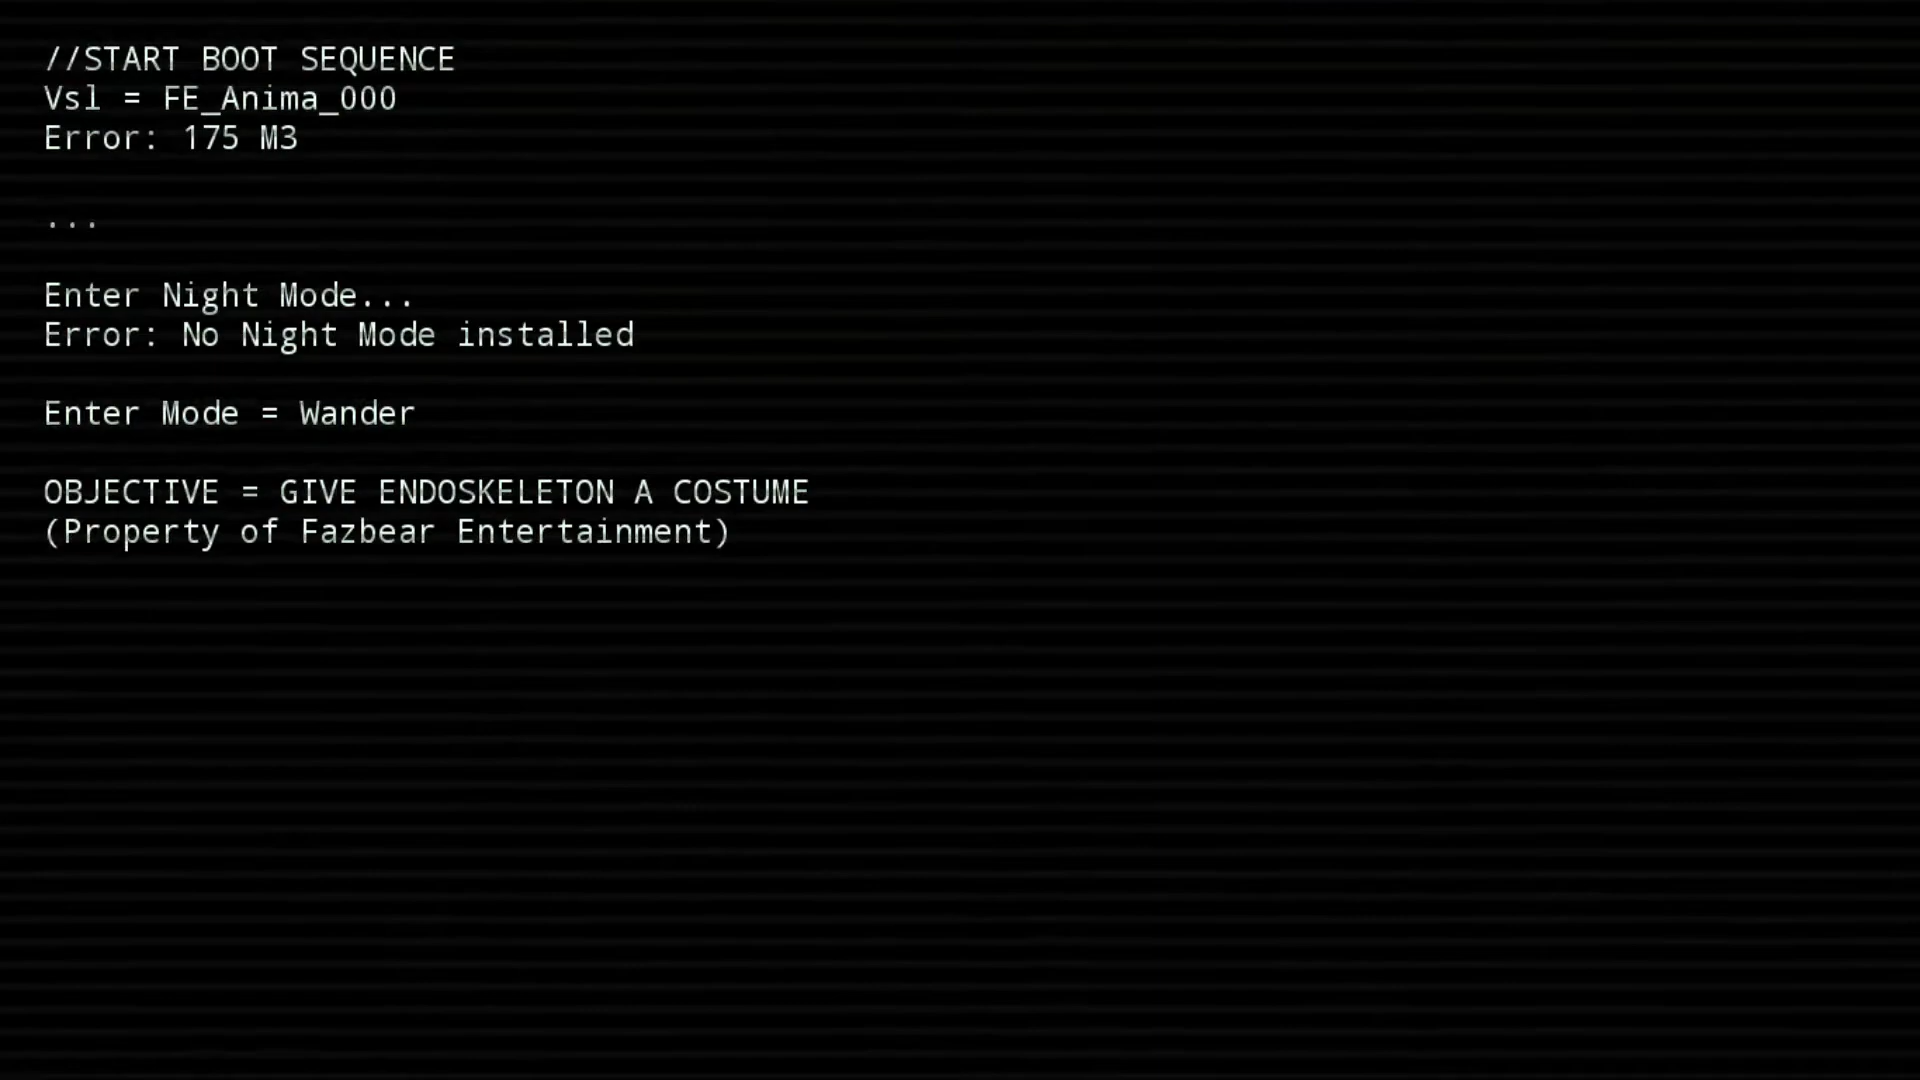 //START BOOT SEQUENCE
Vsl = FE_Anima_000
Error: 175 M3
...
Enter Night Mode...
Error: No Night Mode installed
Enter Mode = Wander
OBJECTIVE = GIVE ENDOSKELETON A COSTUME
(Property of Fazbear Entertainment)